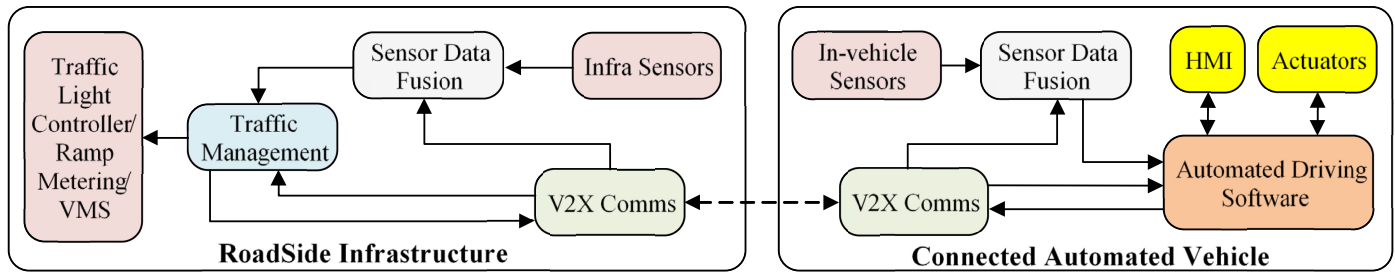 Traffic
Light
Controller/
Ramp
Metering/
VMS
Sensor Data
Fusion
Infra Sensors
Traffic
Management
V2X Comms
RoadSide Infrastructure
In-vehicle
Sensors
Sensor Data
Fusion
HMI
Actuators
V2X Comms
Automated Driving
Software
Connected Automated Vehicle